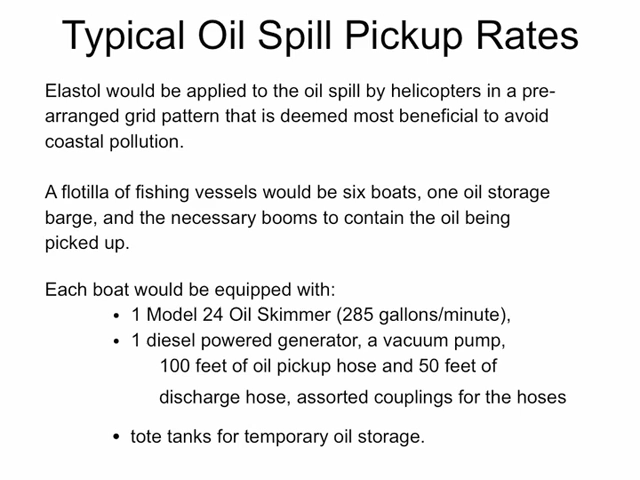 Typical Oil Spill Pickup Rates
Elastol would be applied to the oil spill by helicopters in a pre-
arranged grid pattern that is deemed most beneficial to avoid
coastal pollution.
A flotilla of fishing vessels would be six boats, one oil storage
barge, and the necessary booms to contain the oil being
picked up.
Each boat would be equipped with:
• 1 Model 24 Oil Skimmer (285 gallons/minute),
• 1 diesel powered generator, a vacuum pump,
100 feet of oil pickup hose and 50 feet of
discharge hose, assorted couplings for the hoses
• tote tanks for temporary oil storage.